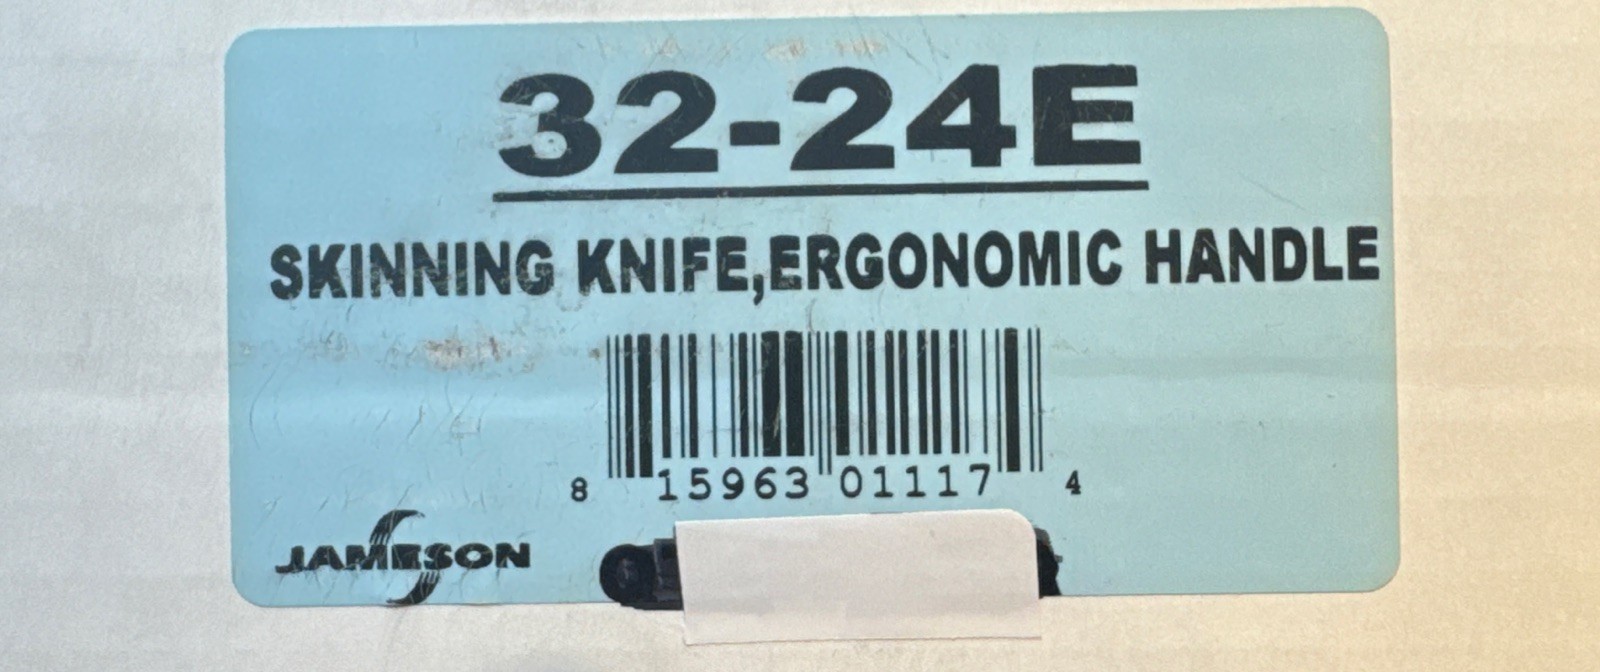 32-24E
SKINNING KNIFE,ERGONOMIC HANDLE
8 15963 01117 4
JAMESON